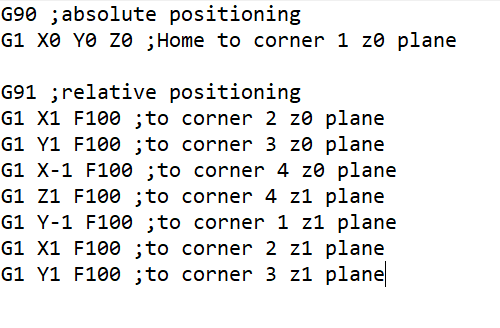 G90 ;absolute positioning
G1 X0 Y0 Z0 ;Home to corner 1 z0 plane
G91 ;relative positioning
G1 X1 F100 ;to corner 2 z0 plane
G1 Y1 F100 ;to corner 3 z0 plane
G1 X-1 F100 ;to corner 4 z0 plane
G1 Z1 F100 ;to corner 4 z1 plane
G1 Y-1 F100 ;to corner 1 z1 plane
G1 X1 F100 ;to corner 2 z1 plane
G1 Y1 F100 ;to corner 3 z1 plane